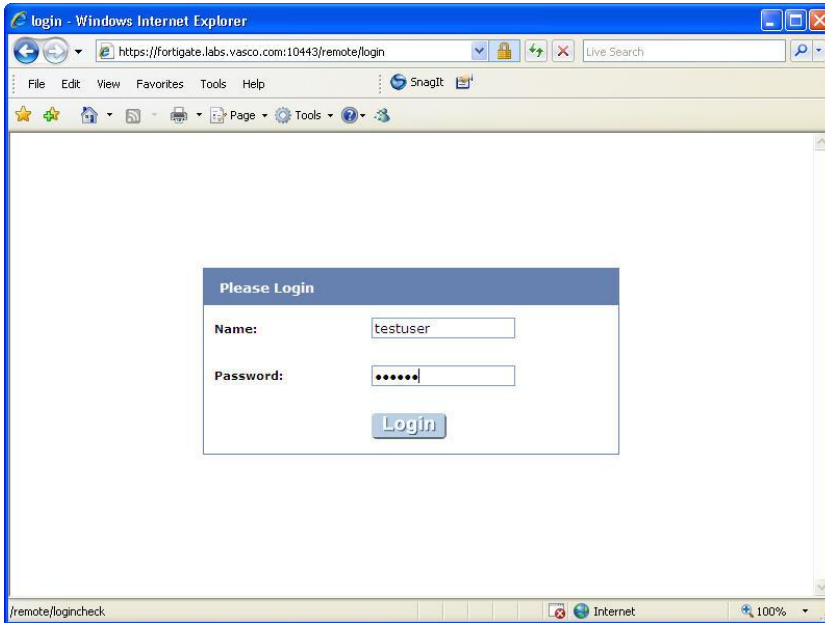 login - Windows Internet Explorer
https://fortigate.labs.vasco.com:10443/remote/login
Live Search
File Edit View Favorites Tools Help
SnagIt
Page Tools
Please Login
Name: testuser
Password: ••••••
Login
/remote/logincheck
Internet
100%